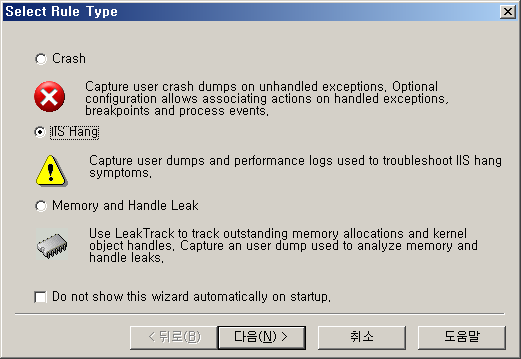 Select Rule Type
Crash
Capture user crash dumps on unhandled exceptions. Optional
configuration allows associating actions on handled exceptions,
breakpoints and process events.
IIS Hang
Capture user dumps and performance logs used to troubleshoot IIS hang
symptoms.
Memory and Handle Leak
Use LeakTrack to track outstanding memory allocations and kernel
object handles. Capture an user dump used to analyze memory and
handle leaks.
Do not show this wizard automatically on startup.
< 뒤로(B) 다음(N) > 취소 도움말